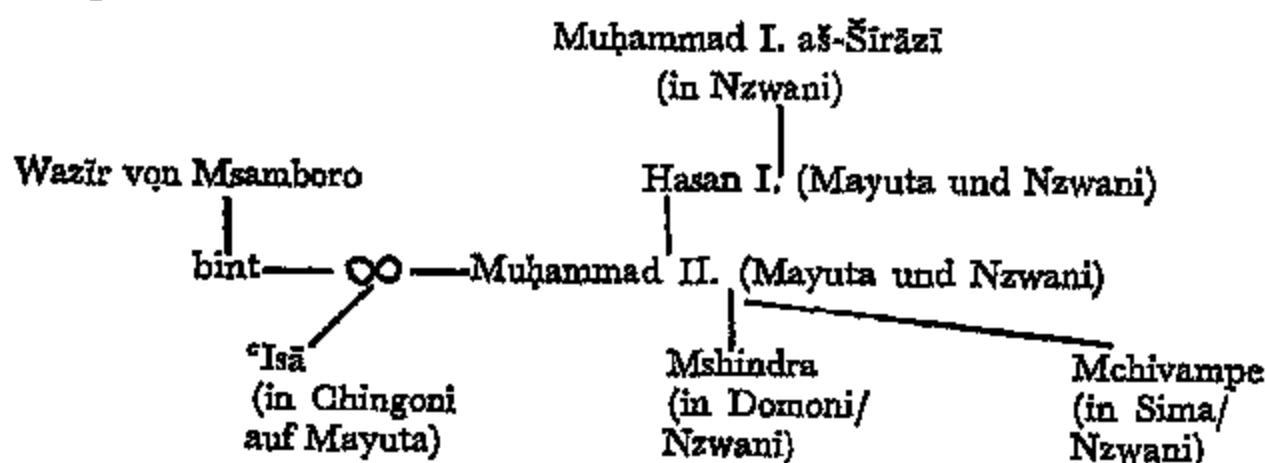 Muḥammad I. aš-Šīrāzī
(in Nzwani)
Wazīr von Msamboro
Hasan I. (Mayuta und Nzwani)
bint ∞ Muḥammad II. (Mayuta und Nzwani)
ʿIsā
(in Chingoni
auf Mayuta)
Mshindra
(in Domoni/
Nzwani)
Mchivampe
(in Sima/
Nzwani)